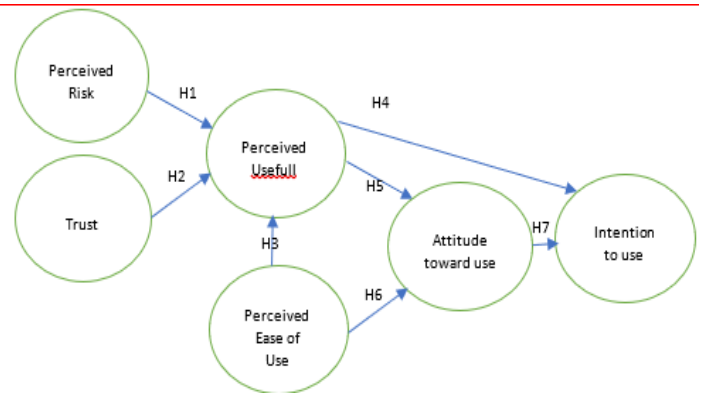 Perceived
Risk
H1
H4
Perceived
Usefull
H2
H5
Trust
H3
Attitude
toward use
H7
Intention
to use
H6
Perceived
Ease of
Use